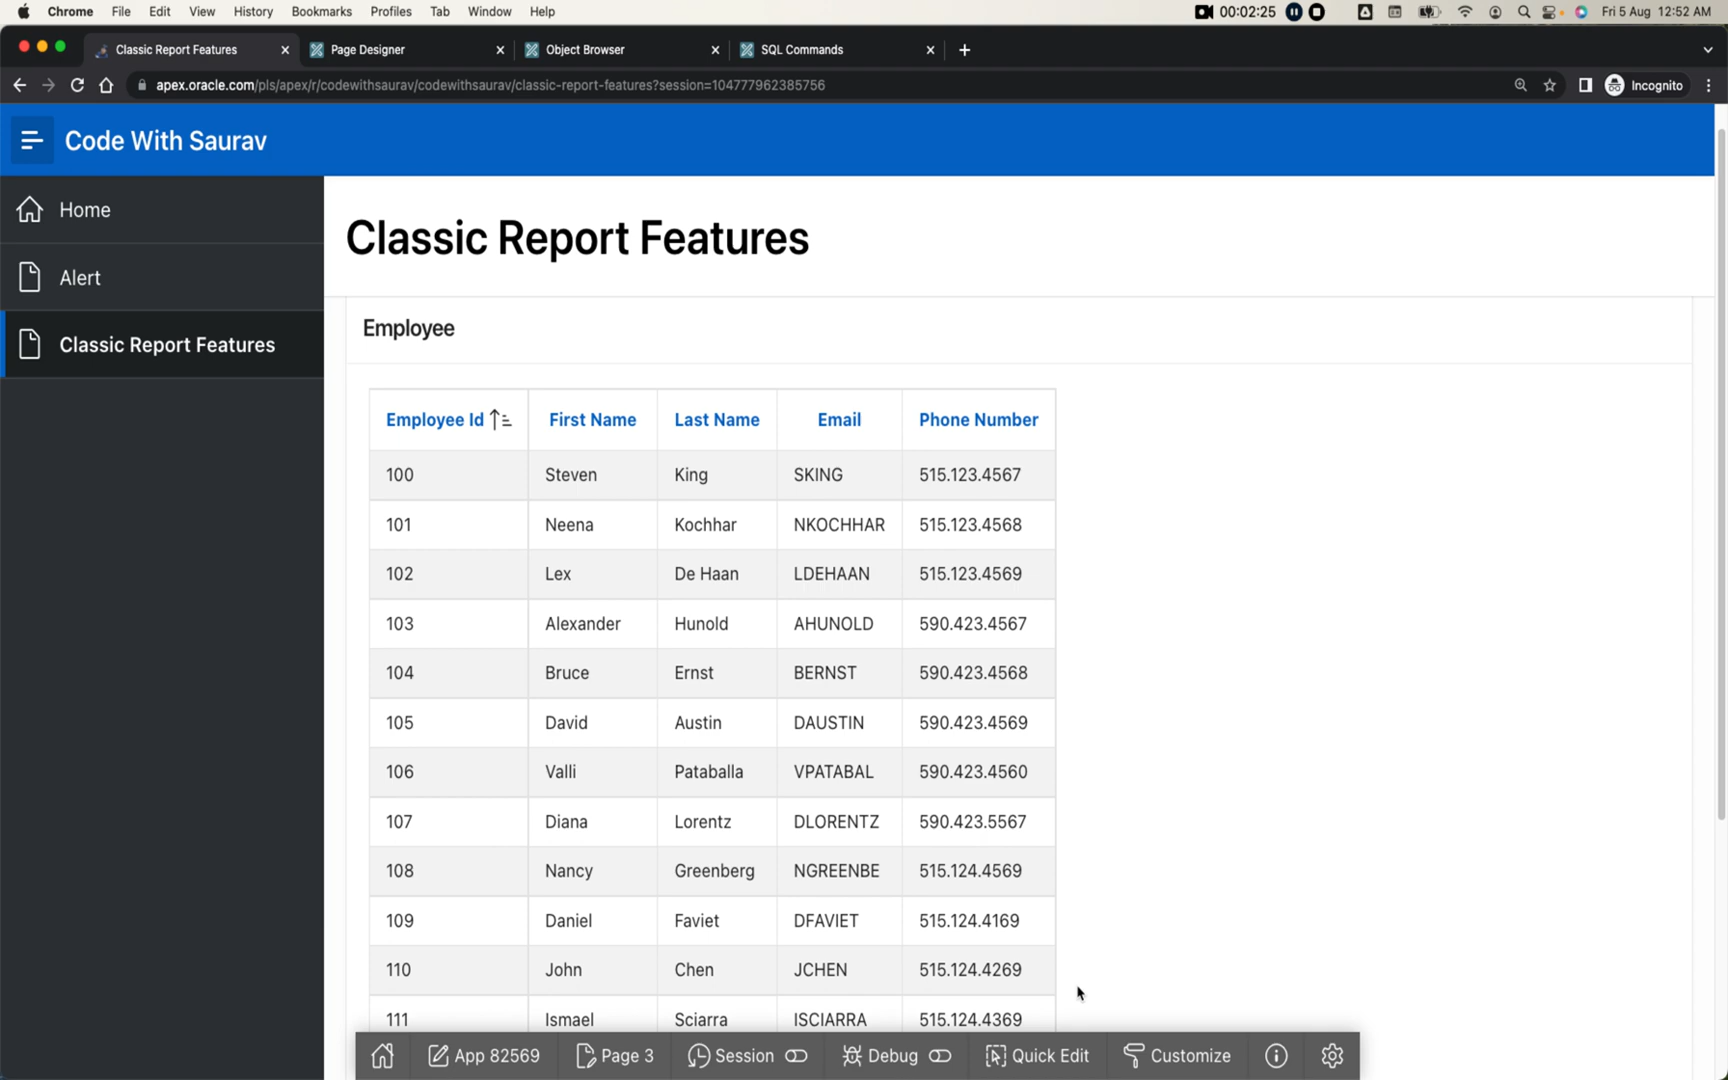 Chrome File Edit View History Bookmarks Profiles Tab Window Help 00:02:25 Fri 5 Aug 12:52 AM
Classic Report Features Page Designer Object Browser SQL Commands
apex.oracle.com/pls/apex/r/codewithsaurav/codewithsaurav/classic-report-features?session=104777962385756 Incognito
Code With Saurav
Home
Alert
Classic Report Features
Classic Report Features
Employee
Employee Id First Name Last Name Email Phone Number
100 Steven King SKING 515.123.4567
101 Neena Kochhar NKOCHHAR 515.123.4568
102 Lex De Haan LDEHAAN 515.123.4569
103 Alexander Hunold AHUNOLD 590.423.4567
104 Bruce Ernst BERNST 590.423.4568
105 David Austin DAUSTIN 590.423.4569
106 Valli Pataballa VPATABAL 590.423.4560
107 Diana Lorentz DLORENTZ 590.423.5567
108 Nancy Greenberg NGREENBE 515.124.4569
109 Daniel Faviet DFAVIET 515.124.4169
110 John Chen JCHEN 515.124.4269
111 Ismael Sciarra ISCIARRA 515.124.4369
App 82569 Page 3 Session Debug Quick Edit Customize